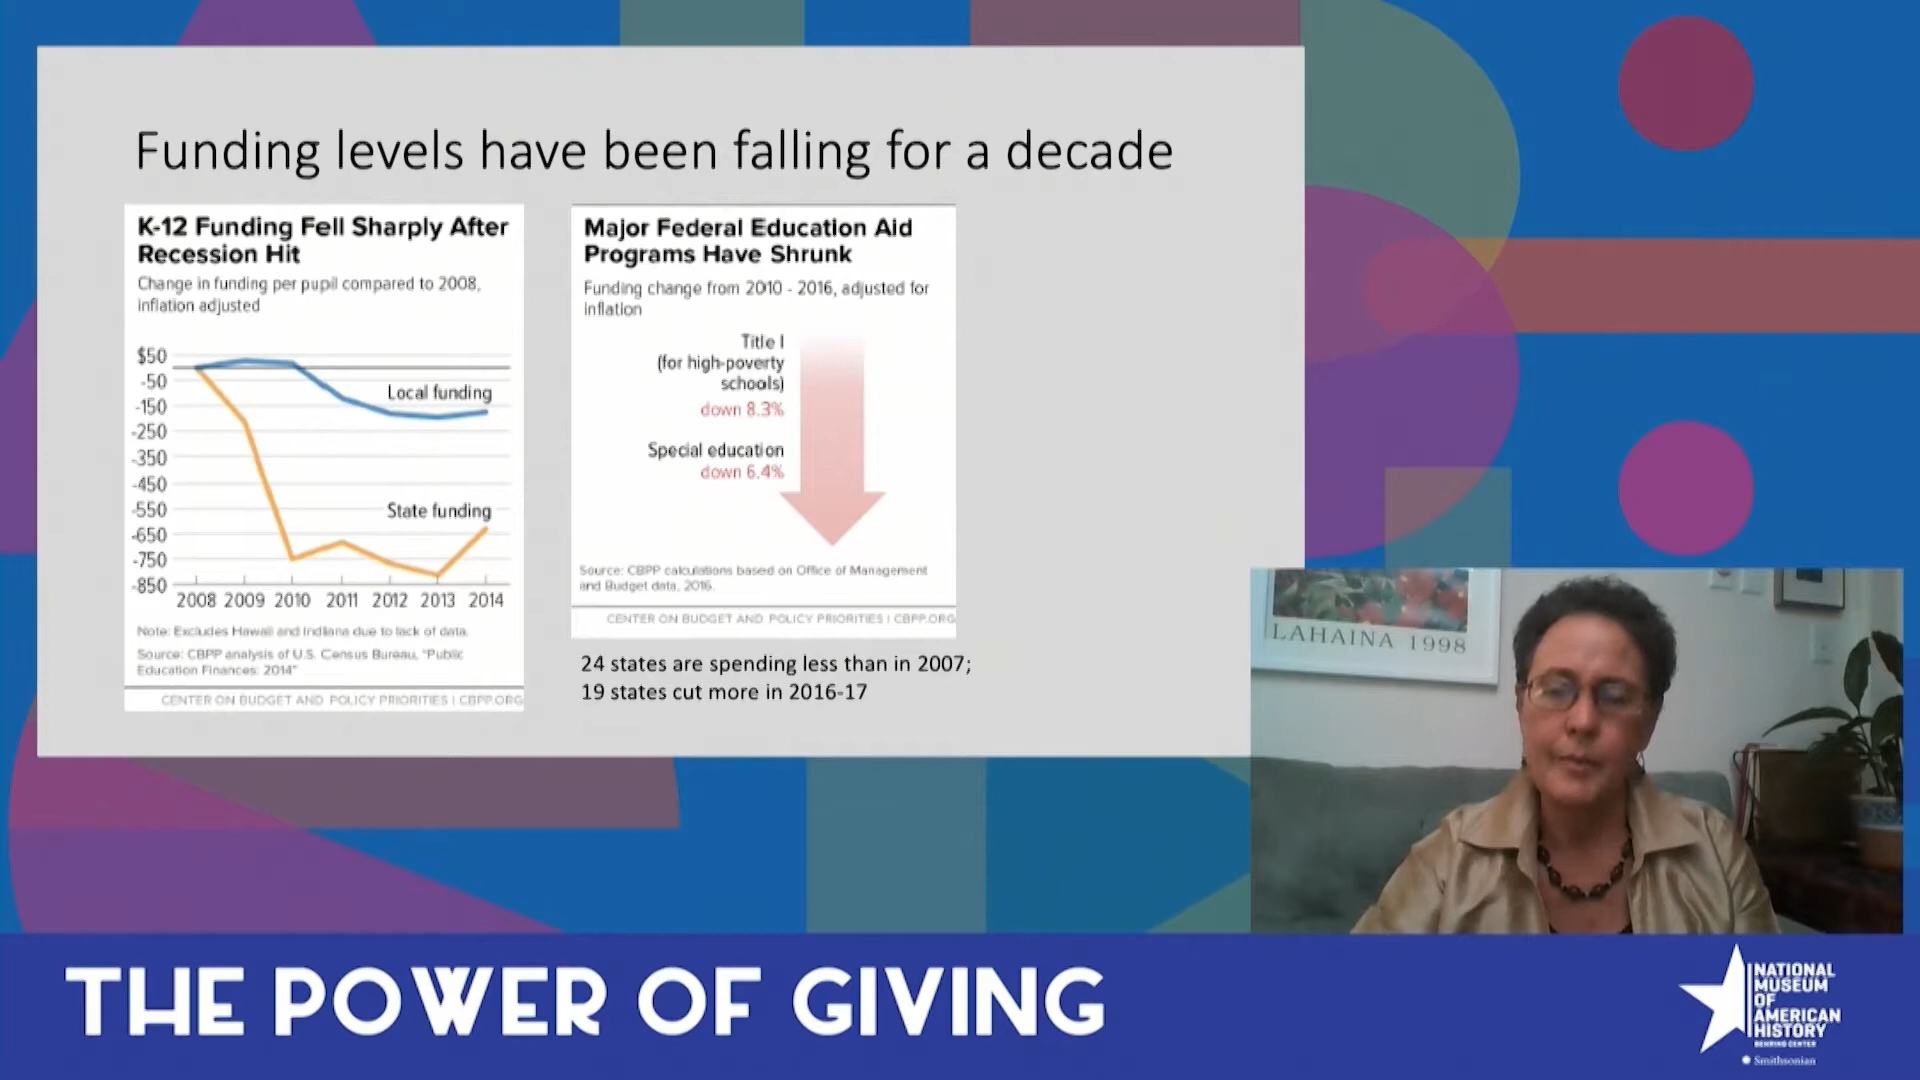 Funding levels have been falling for a decade
K-12 Funding Fell Sharply After
Recession Hit
Change in funding per pupil compared to 2008,
inflation adjusted
$50
-50
-150
-250
-350
-450
-550
-650
-750
-850
Local funding
State funding
2008 2009 2010 2011 2012 2013 2014
Note: Excludes Hawaii and Indiana due to lack of data.
Source: CBPP analysis of U.S. Census Bureau, "Public
Education Finances: 2014"
CENTER ON BUDGET AND POLICY PRIORITIES | CBPP.ORG
Major Federal Education Aid
Programs Have Shrunk
Funding change from 2010 - 2016, adjusted for
inflation
Title I
(for high-poverty
schools)
down 8.3%
Special education
down 6.4%
Source: CBPP calculations based on Office of Management
and Budget data, 2016.
CENTER ON BUDGET AND POLICY PRIORITIES | CBPP.ORG
24 states are spending less than in 2007;
19 states cut more in 2016-17
LAHAINA 1998
THE POWER OF GIVING
NATIONAL
MUSEUM
OF
AMERICAN
HISTORY
BEHRING CENTER
Smithsonian